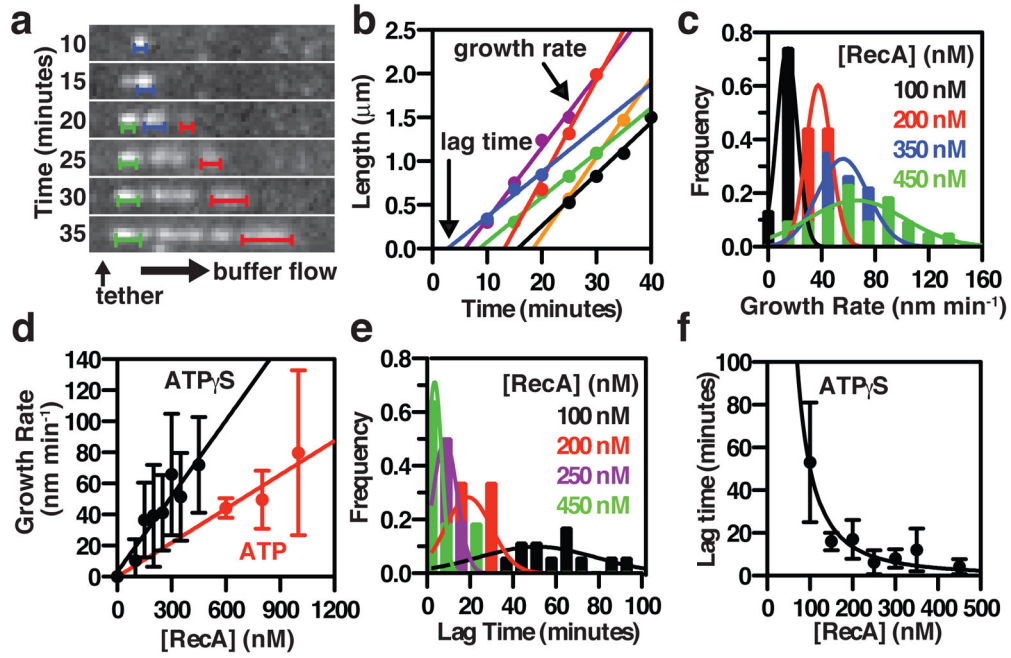 a
Time (minutes)
10
15
20
25
30
35
tether
buffer flow
b
Length (μm)
2.5
2.0
1.5
1.0
0.5
0.0
growth rate
lag time
0 10 20 30 40
Time (minutes)
c
Frequency
0.8
0.6
0.4
0.2
0.0
[RecA] (nM)
100 nM
200 nM
350 nM
450 nM
0 40 80 120 160
Growth Rate (nm min⁻¹)
d
Growth Rate
(nm min⁻¹)
140
120
100
80
60
40
20
0
ATPγS
ATP
0 300 600 900 1200
[RecA] (nM)
e
Frequency
0.8
0.6
0.4
0.2
0.0
[RecA] (nM)
100 nM
200 nM
250 nM
450 nM
0 20 40 60 80 100
Lag Time (minutes)
f
Lag time (minutes)
100
80
60
40
20
0
ATPγS
0 100 200 300 400 500
[RecA] (nM)